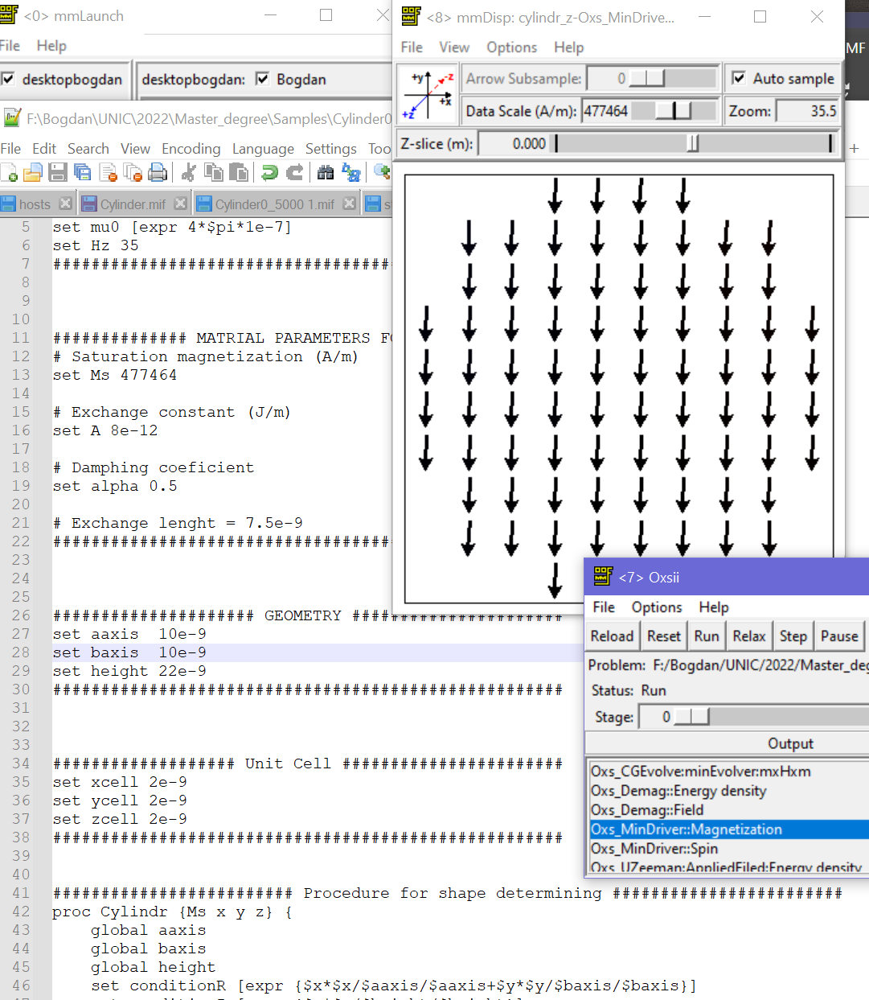 <0> mmLaunch
File Help
desktopbogdan
desktopbogdan: Bogdan
F:\Bogdan\UNIC\2022\Master_degree\Samples\Cylinder0
File Edit Search View Encoding Language Settings Too
hosts Cylinder.mif Cylinder0_5000 1.mif
5 set mu0 [expr 4*$pi*1e-7]
6 set Hz 35
7 ###################################
8
9
10
11 ############## MATRIAL PARAMETERS F
12 # Saturation magnetization (A/m)
13 set Ms 477464
14
15 # Exchange constant (J/m)
16 set A 8e-12
17
18 # Damphing coeficient
19 set alpha 0.5
20
21 # Exchange lenght = 7.5e-9
22 ###################################
23
24
25
26 ##################### GEOMETRY ######################
27 set aaxis  10e-9
28 set baxis  10e-9
29 set height 22e-9
30 #####################################################
31
32
33
34 ################### Unit Cell #######################
35 set xcell 2e-9
36 set ycell 2e-9
37 set zcell 2e-9
38 #####################################################
39
40
41 ######################### Procedure for shape determining ########################
42 proc Cylindr {Ms x y z} {
43     global aaxis
44     global baxis
45     global height
46     set conditionR [expr {$x*$x/$aaxis/$aaxis+$y*$y/$baxis/$baxis}]
<8> mmDisp: cylindr_z-Oxs_MinDrive...
File View Options Help
+y -z +x +z
Arrow Subsample: 0 Auto sample
Data Scale (A/m): 477464 Zoom: 35.5
Z-slice (m): 0.000
<7> Oxsii
File Options Help
Reload Reset Run Relax Step Pause
Problem: F:/Bogdan/UNIC/2022/Master_deg
Status: Run
Stage: 0
Output
Oxs_CGEvolve:minEvolver:mxHxm
Oxs_Demag::Energy density
Oxs_Demag::Field
Oxs_MinDriver::Magnetization
Oxs_MinDriver::Spin
Oxs_UZeeman:AppliedFiled:Energy density
MF